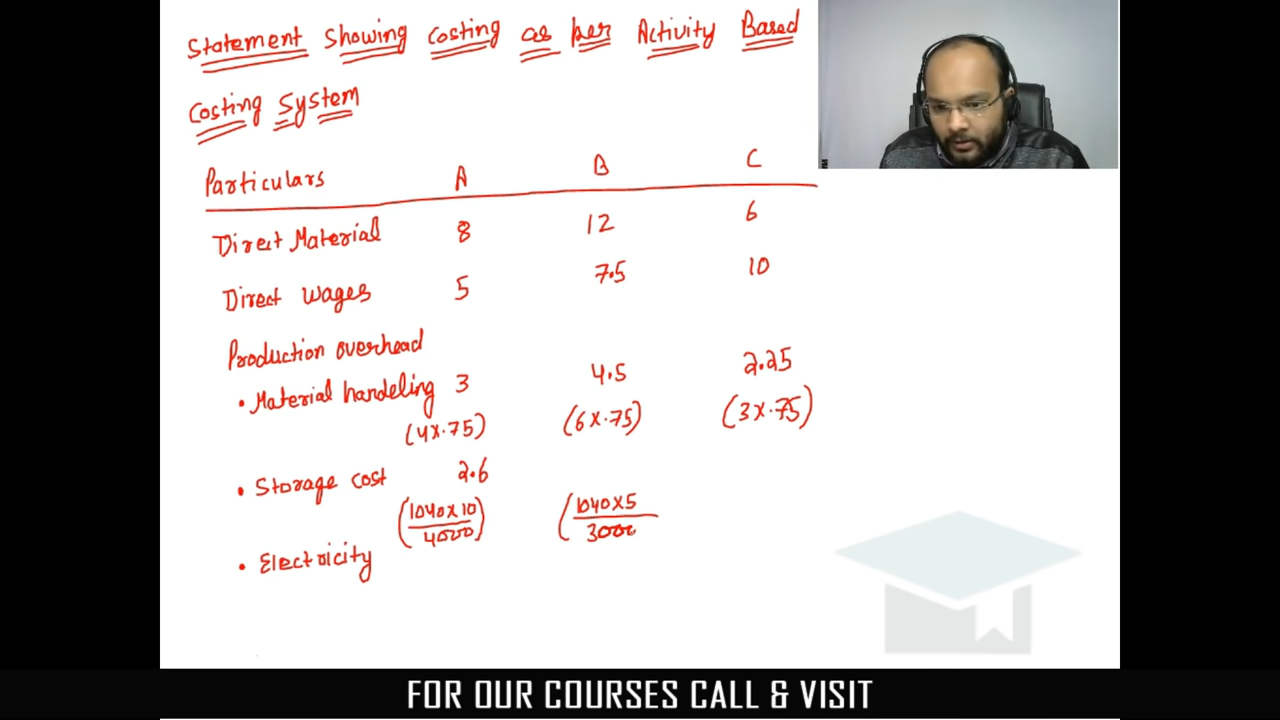 Statement Showing Costing as per Activity Based
Costing System
Particulars A B C
Direct Material 8 12 6
Direct wages 5 7.5 10
Production overhead
• Material handeling 3 4.5 2.25
(4x.75) (6x.75) (3x.75)
• Storage cost 2.6
(1040x10/4000) (1040x5/3000
• Electricity
FOR OUR COURSES CALL & VISIT